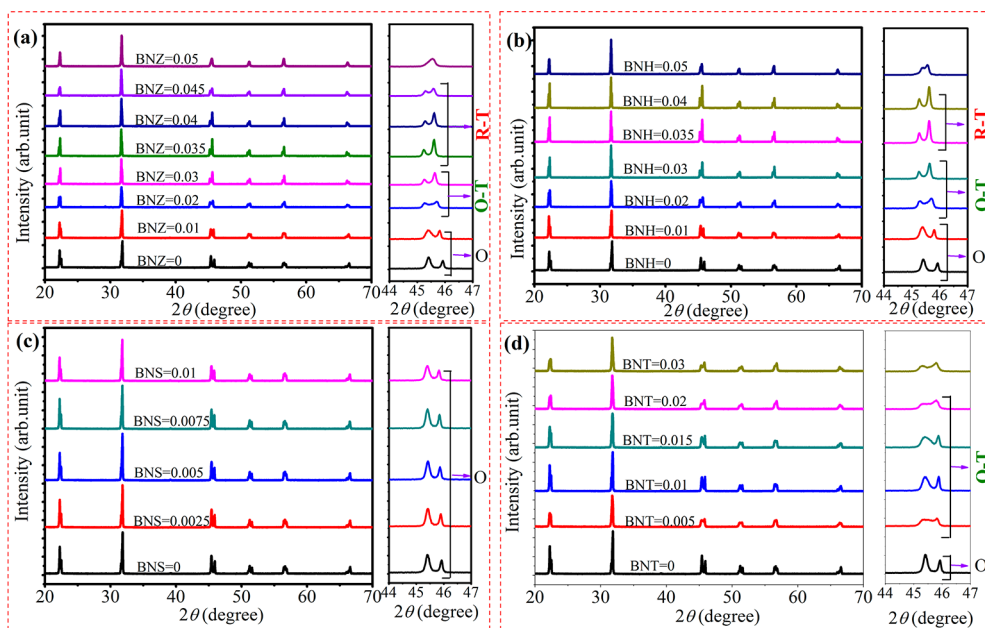 (a)
BNZ=0.05
BNZ=0.045
BNZ=0.04
BNZ=0.035
BNZ=0.03
BNZ=0.02
BNZ=0.01
BNZ=0
Intensity (arb.unit)
20 30 40 50 60 70
2θ (degree)
R-T
O-T
O
44 45 46 47
2θ (degree)
(b)
BNH=0.05
BNH=0.04
BNH=0.035
BNH=0.03
BNH=0.02
BNH=0.01
BNH=0
Intensity (arb.unit)
20 30 40 50 60 70
2θ (degree)
R-T
O-T
O
44 45 46 47
2θ (degree)
(c)
BNS=0.01
BNS=0.0075
BNS=0.005
BNS=0.0025
BNS=0
Intensity (arb.unit)
20 30 40 50 60 70
2θ (degree)
O
44 45 46 47
2θ (degree)
(d)
BNT=0.03
BNT=0.02
BNT=0.015
BNT=0.01
BNT=0.005
BNT=0
Intensity (arb.unit)
20 30 40 50 60 70
2θ (degree)
O-T
O
44 45 46 47
2θ (degree)